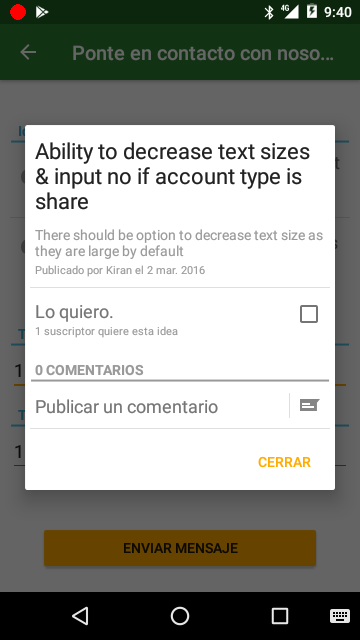 4G 9:40
Ponte en contacto con noso...
Ability to decrease text sizes
& input no if account type is
share
There should be option to decrease text size as
they are large by default
Publicado por Kiran el 2 mar. 2016
Lo quiero.
1 suscriptor quiere esta idea
0 COMENTARIOS
Publicar un comentario
CERRAR
1
1
ENVIAR MENSAJE